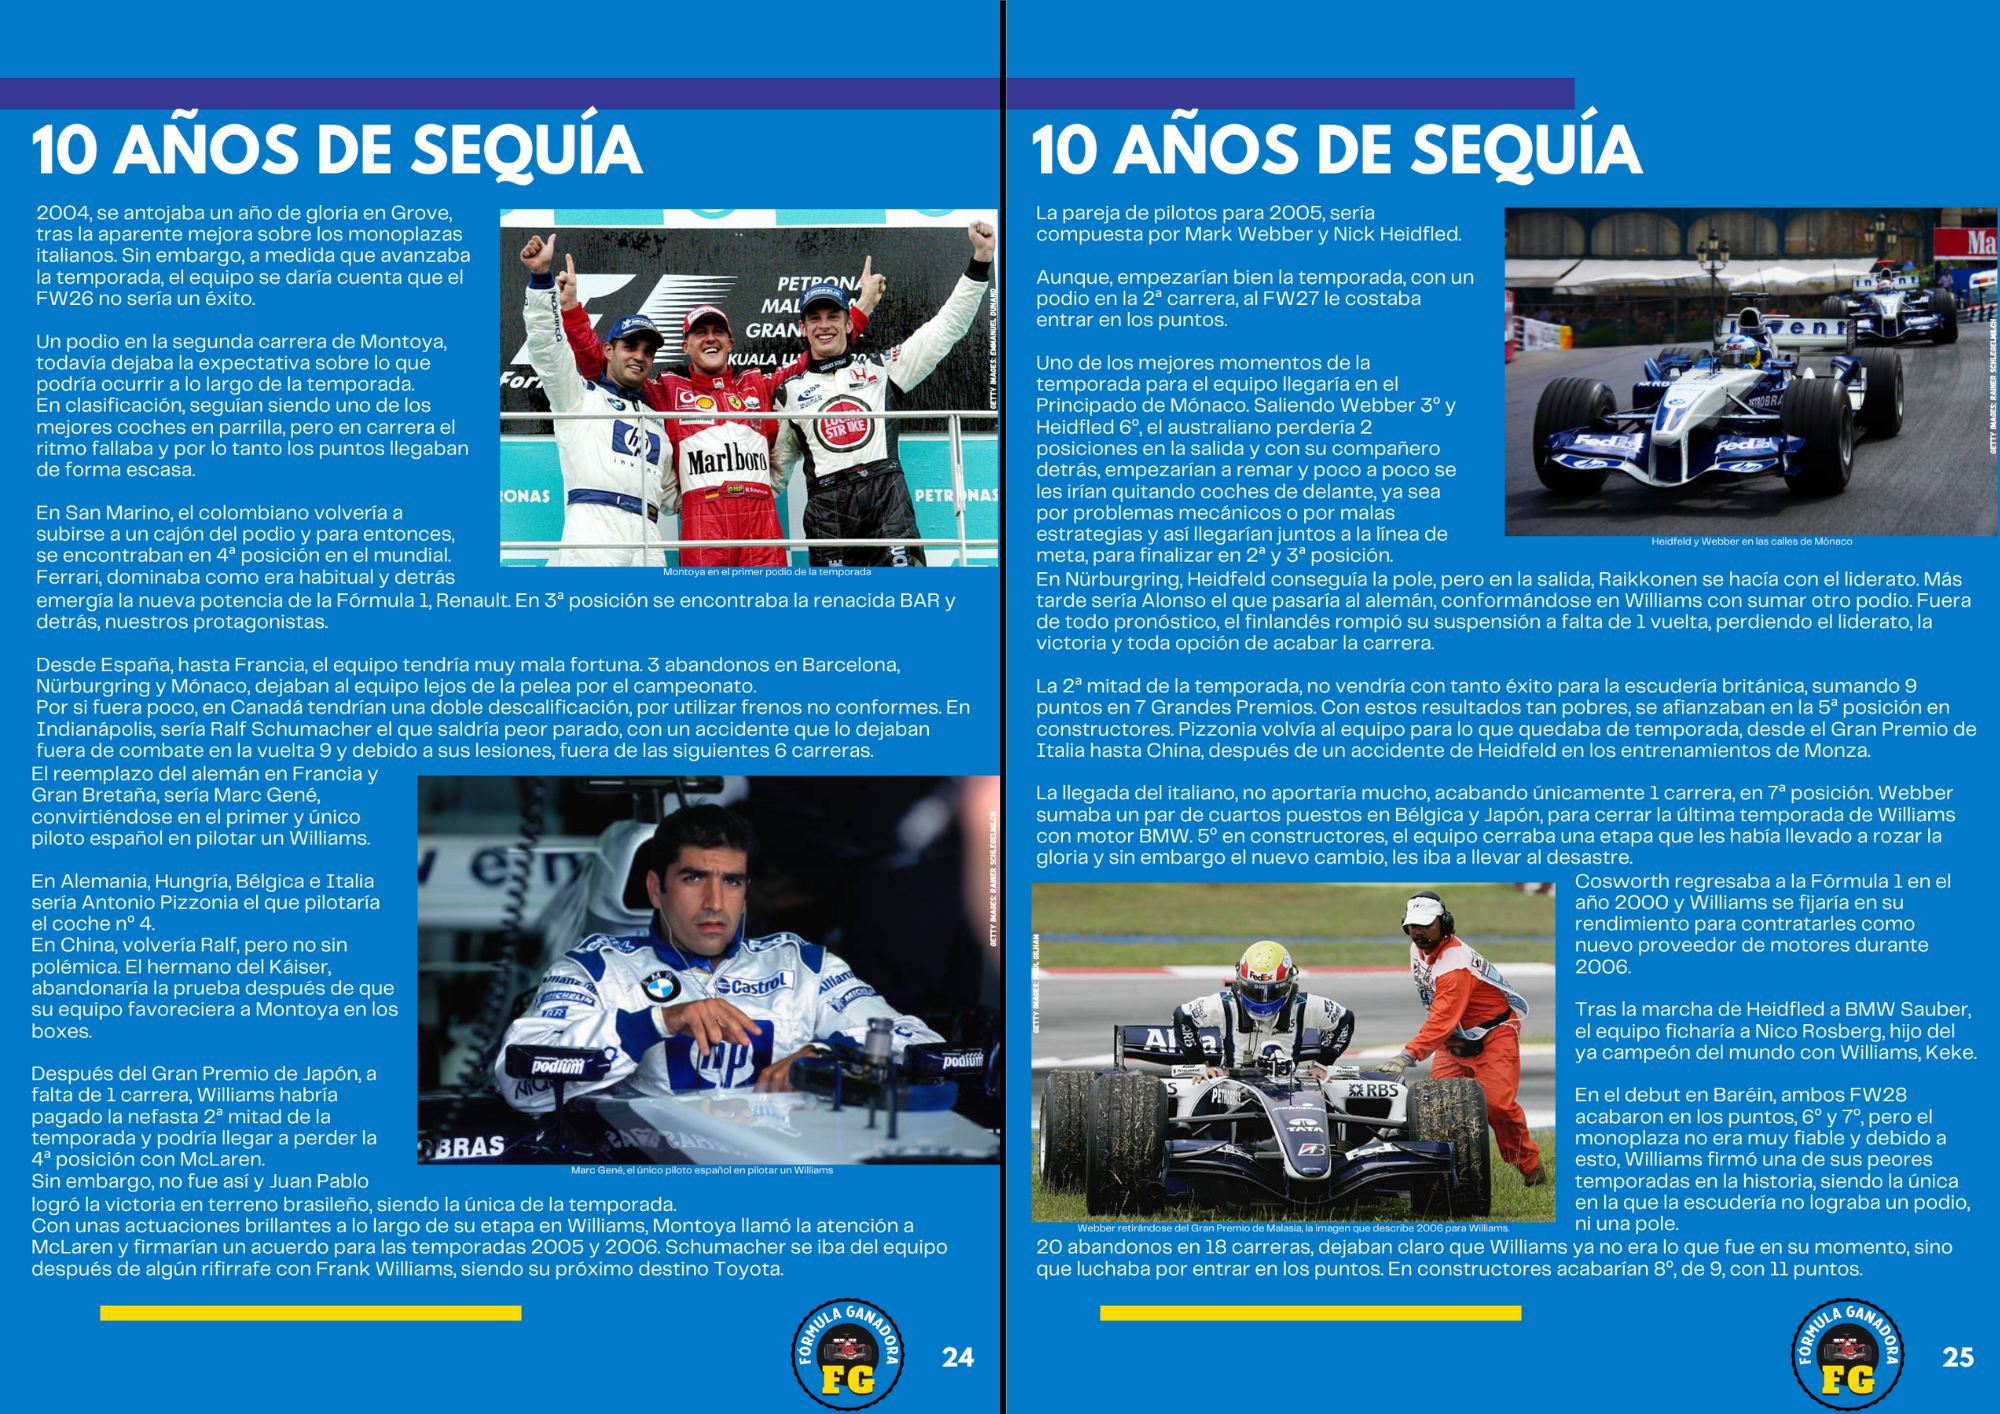 10 AÑOS DE SEQUÍA
2004, se antojaba un año de gloria en Grove,
tras la aparente mejora sobre los monoplazas
italianos. Sin embargo, a medida que avanzaba
la temporada, el equipo se daría cuenta que el
FW26 no sería un éxito.
Un podio en la segunda carrera de Montoya,
todavía dejaba la expectativa sobre lo que
podría ocurrir a lo largo de la temporada.
En clasificación, seguían siendo uno de los
mejores coches en parrilla, pero en carrera el
ritmo fallaba y por lo tanto los puntos llegaban
de forma escasa.
En San Marino, el colombiano volvería a
subirse a un cajón del podio y para entonces,
se encontraban en 4ª posición en el mundial.
Ferrari, dominaba como era habitual y detrás
emergía la nueva potencia de la Fórmula 1, Renault. En 3ª posición se encontraba la renacida BAR y
detrás, nuestros protagonistas.
PETRONA
MAL
GRAN
KUALA LU
Marlboro
hp
invent
LUCKY
STRIKE
ONAS
PETRONAS
GETTY IMAGES: EMMANUEL DUNAND
Montoya en el primer podio de la temporada
Desde España, hasta Francia, el equipo tendría muy mala fortuna. 3 abandonos en Barcelona,
Nürburgring y Mónaco, dejaban al equipo lejos de la pelea por el campeonato.
Por si fuera poco, en Canadá tendrían una doble descalificación, por utilizar frenos no conformes. En
Indianápolis, sería Ralf Schumacher el que saldría peor parado, con un accidente que lo dejaban
fuera de combate en la vuelta 9 y debido a sus lesiones, fuera de las siguientes 6 carreras.
El reemplazo del alemán en Francia y
Gran Bretaña, sería Marc Gené,
convirtiéndose en el primer y único
piloto español en pilotar un Williams.
En Alemania, Hungría, Bélgica e Italia
sería Antonio Pizzonia el que pilotaría
el coche nº 4.
En China, volvería Ralf, pero no sin
polémica. El hermano del Káiser,
abandonaría la prueba después de que
su equipo favoreciera a Montoya en los
boxes.
Después del Gran Premio de Japón, a
falta de 1 carrera, Williams habría
pagado la nefasta 2ª mitad de la
temporada y podría llegar a perder la
4ª posición con McLaren.
Sin embargo, no fue así y Juan Pablo
logró la victoria en terreno brasileño, siendo la única de la temporada.
Con unas actuaciones brillantes a lo largo de su etapa en Williams, Montoya llamó la atención a
McLaren y firmarían un acuerdo para las temporadas 2005 y 2006. Schumacher se iba del equipo
después de algún rifirrafe con Frank Williams, siendo su próximo destino Toyota.
Castrol
Allianz
MICHELIN
hp
podium
podium
BRAS
GETTY IMAGES: RAINER SCHLEGELMILCH
Marc Gené, el único piloto español en pilotar un Williams
FÓRMULA GANADORA
FG
24
10 AÑOS DE SEQUÍA
La pareja de pilotos para 2005, sería
compuesta por Mark Webber y Nick Heidfled.
Aunque, empezarían bien la temporada, con un
podio en la 2ª carrera, al FW27 le costaba
entrar en los puntos.
Uno de los mejores momentos de la
temporada para el equipo llegaría en el
Principado de Mónaco. Saliendo Webber 3º y
Heidfled 6º, el australiano perdería 2
posiciones en la salida y con su compañero
detrás, empezarían a remar y poco a poco se
les irían quitando coches de delante, ya sea
por problemas mecánicos o por malas
estrategias y así llegarían juntos a la línea de
meta, para finalizar en 2ª y 3ª posición.
Ma
invent
PETROBRAS
FedEx
FedEx
hp
hp
GETTY IMAGES: RAINER SCHLEGELMILCH
Heidfeld y Webber en las calles de Mónaco
En Nürburgring, Heidfeld conseguía la pole, pero en la salida, Raikkonen se hacía con el liderato. Más
tarde sería Alonso el que pasaría al alemán, conformándose en Williams con sumar otro podio. Fuera
de todo pronóstico, el finlandés rompió su suspensión a falta de 1 vuelta, perdiendo el liderato, la
victoria y toda opción de acabar la carrera.
La 2ª mitad de la temporada, no vendría con tanto éxito para la escudería británica, sumando 9
puntos en 7 Grandes Premios. Con estos resultados tan pobres, se afianzaban en la 5ª posición en
constructores. Pizzonia volvía al equipo para lo que quedaba de temporada, desde el Gran Premio de
Italia hasta China, después de un accidente de Heidfeld en los entrenamientos de Monza.
La llegada del italiano, no aportaría mucho, acabando únicamente 1 carrera, en 7ª posición. Webber
sumaba un par de cuartos puestos en Bélgica y Japón, para cerrar la última temporada de Williams
con motor BMW. 5º en constructores, el equipo cerraba una etapa que les había llevado a rozar la
gloria y sin embargo el nuevo cambio, les iba a llevar al desastre.
FedEx
Allianz
PETROBRAS
RBS
TATA
FedEx
Webber retirándose del Gran Premio de Malasia, la imagen que describe 2006 para Williams.
Cosworth regresaba a la Fórmula 1 en el
año 2000 y Williams se fijaría en su
rendimiento para contratarles como
nuevo proveedor de motores durante
2006.
Tras la marcha de Heidfled a BMW Sauber,
el equipo ficharía a Nico Rosberg, hijo del
ya campeón del mundo con Williams, Keke.
En el debut en Baréin, ambos FW28
acabaron en los puntos, 6º y 7º, pero el
monoplaza no era muy fiable y debido a
esto, Williams firmó una de sus peores
temporadas en la historia, siendo la única
en la que la escudería no lograba un podio,
ni una pole.
20 abandonos en 18 carreras, dejaban claro que Williams ya no era lo que fue en su momento, sino
que luchaba por entrar en los puntos. En constructores acabarían 8º, de 9, con 11 puntos.
FÓRMULA GANADORA
FG
25